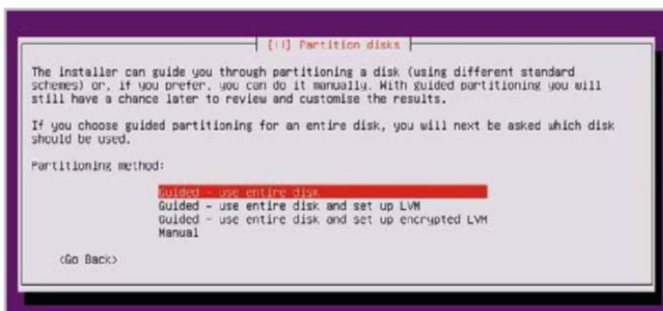 [!!] Partition disks
The installer can guide you through partitioning a disk (using different standard
schemes) or, if you prefer, you can do it manually. With guided partitioning you will
still have a chance later to review and customise the results.
If you choose guided partitioning for an entire disk, you will next be asked which disk
should be used.
Partitioning method:
Guided - use entire disk
Guided - use entire disk and set up LVM
Guided - use entire disk and set up encrypted LVM
Manual
<Go Back>